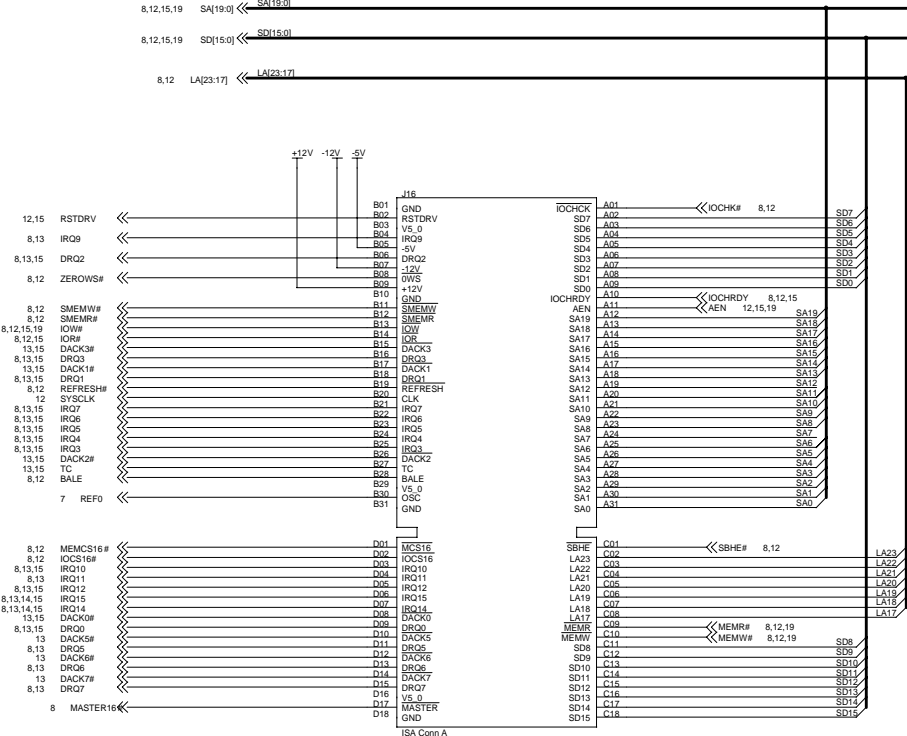 8,12,15,19 SA[19:0] SA[19:0]
8,12,15,19 SD[15:0] SD[15:0]
8,12 LA[23:17] LA[23:17]
+12V -12V -5V
J16
B01 GND IOCHCK A01 IOCHK# 8,12
12,15 RSTDRV B02 RSTDRV SD7 A02 SD7
B03 V5_0 SD6 A03 SD6
8,13 IRQ9 B04 IRQ9 SD5 A04 SD5
B05 -5V SD4 A05 SD4
8,13,15 DRQ2 B06 DRQ2 SD3 A06 SD3
B07 -12V SD2 A07 SD2
8,12 ZEROWS# B08 0WS SD1 A08 SD1
B09 +12V SD0 A09 SD0
B10 GND IOCHRDY A10 IOCHRDY 8,12,15
8,12 SMEMW# B11 SMEMW AEN A11 AEN 12,15,19
8,12 SMEMR# B12 SMEMR SA19 A12 SA19
8,12,15,19 IOW# B13 IOW SA18 A13 SA18
8,12,15 IOR# B14 IOR SA17 A14 SA17
13,15 DACK3# B15 DACK3 SA16 A15 SA16
8,13,15 DRQ3 B16 DRQ3 SA15 A16 SA15
13,15 DACK1# B17 DACK1 SA14 A17 SA14
8,13,15 DRQ1 B18 DRQ1 SA13 A18 SA13
8,12 REFRESH# B19 REFRESH SA12 A19 SA12
12 SYSCLK B20 CLK SA11 A20 SA11
8,13,15 IRQ7 B21 IRQ7 SA10 A21 SA10
8,13,15 IRQ6 B22 IRQ6 SA9 A22 SA9
8,13,15 IRQ5 B23 IRQ5 SA8 A23 SA8
8,13,15 IRQ4 B24 IRQ4 SA7 A24 SA7
8,13,15 IRQ3 B25 IRQ3 SA6 A25 SA6
13,15 DACK2# B26 DACK2 SA5 A26 SA5
13,15 TC B27 TC SA4 A27 SA4
8,12 BALE B28 BALE SA3 A28 SA3
B29 V5_0 SA2 A29 SA2
7 REF0 B30 OSC SA1 A30 SA1
B31 GND SA0 A31 SA0
8,12 MEMCS16# D01 MCS16 SBHE C01 SBHE# 8,12
8,12 IOCS16# D02 IOCS16 LA23 C02 LA23
8,13,15 IRQ10 D03 IRQ10 LA22 C03 LA22
8,13 IRQ11 D04 IRQ11 LA21 C04 LA21
8,13,15 IRQ12 D05 IRQ12 LA20 C05 LA20
8,13,14,15 IRQ15 D06 IRQ15 LA19 C06 LA19
8,13,14,15 IRQ14 D07 IRQ14 LA18 C07 LA18
13,15 DACK0# D08 DACK0 LA17 C08 LA17
8,13,15 DRQ0 D09 DRQ0 MEMR C09 MEMR# 8,12,19
13 DACK5# D10 DACK5 MEMW C10 MEMW# 8,12,19
8,13 DRQ5 D11 DRQ5 SD8 C11 SD8
13 DACK6# D12 DACK6 SD9 C12 SD9
8,13 DRQ6 D13 DRQ6 SD10 C13 SD10
13 DACK7# D14 DACK7 SD11 C14 SD11
8,13 DRQ7 D15 DRQ7 SD12 C15 SD12
D16 V5_0 SD13 C16 SD13
8 MASTER16# D17 MASTER SD14 C17 SD14
D18 GND SD15 C18 SD15
ISA Conn A